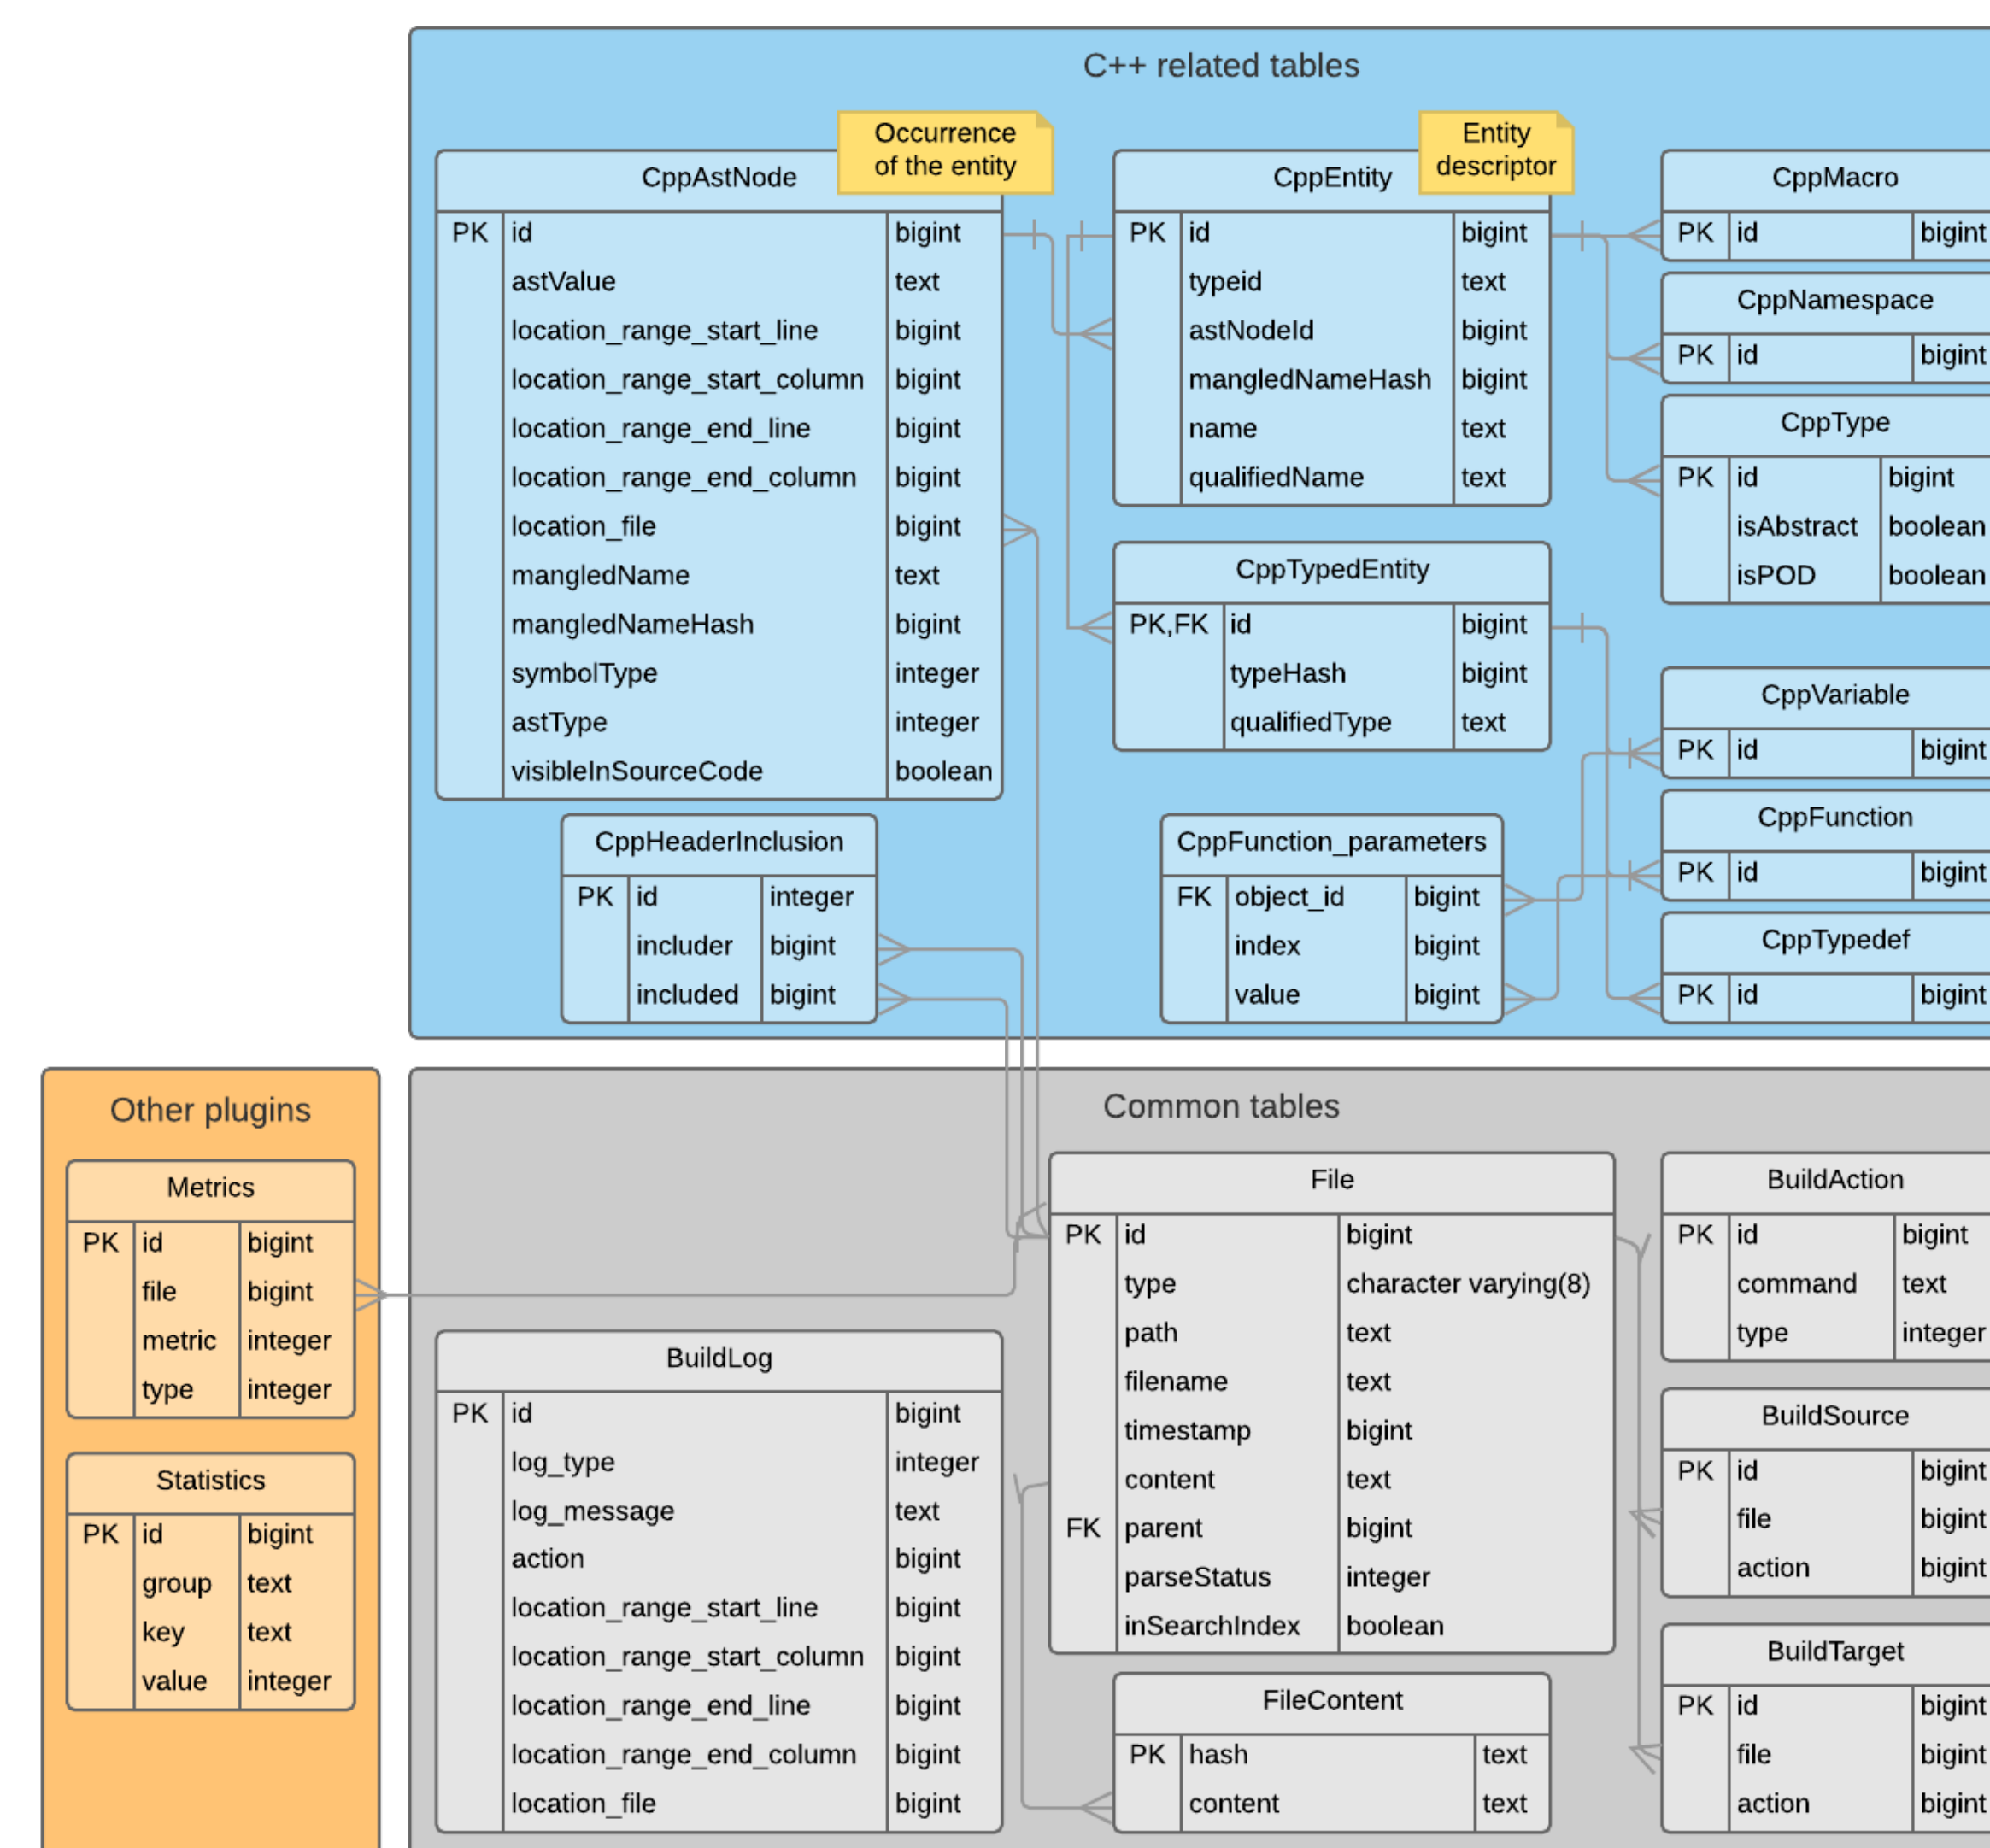 C++ related tables
Occurrence
of the entity
CppAstNode
PK id bigint
astValue text
location_range_start_line bigint
location_range_start_column bigint
location_range_end_line bigint
location_range_end_column bigint
location_file bigint
mangledName text
mangledNameHash bigint
symbolType integer
astType integer
visibleInSourceCode boolean
Entity
descriptor
CppEntity
PK id bigint
typeid text
astNodeId bigint
mangledNameHash bigint
name text
qualifiedName text
CppMacro
PK id bigint
CppNamespace
PK id bigint
CppType
PK id bigint
isAbstract boolean
isPOD boolean
CppTypedEntity
PK,FK id bigint
typeHash bigint
qualifiedType text
CppVariable
PK id bigint
CppFunction
PK id bigint
CppTypedef
PK id bigint
CppHeaderInclusion
PK id integer
includer bigint
included bigint
CppFunction_parameters
FK object_id bigint
index bigint
value bigint
Other plugins
Metrics
PK id bigint
file bigint
metric integer
type integer
Statistics
PK id bigint
group text
key text
value integer
Common tables
File
PK id bigint
type character varying(8)
path text
filename text
timestamp bigint
content text
FK parent bigint
parseStatus integer
inSearchIndex boolean
BuildLog
PK id bigint
log_type integer
log_message text
action bigint
location_range_start_line bigint
location_range_start_column bigint
location_range_end_line bigint
location_range_end_column bigint
location_file bigint
FileContent
PK hash text
content text
BuildAction
PK id bigint
command text
type integer
BuildSource
PK id bigint
file bigint
action bigint
BuildTarget
PK id bigint
file bigint
action bigint